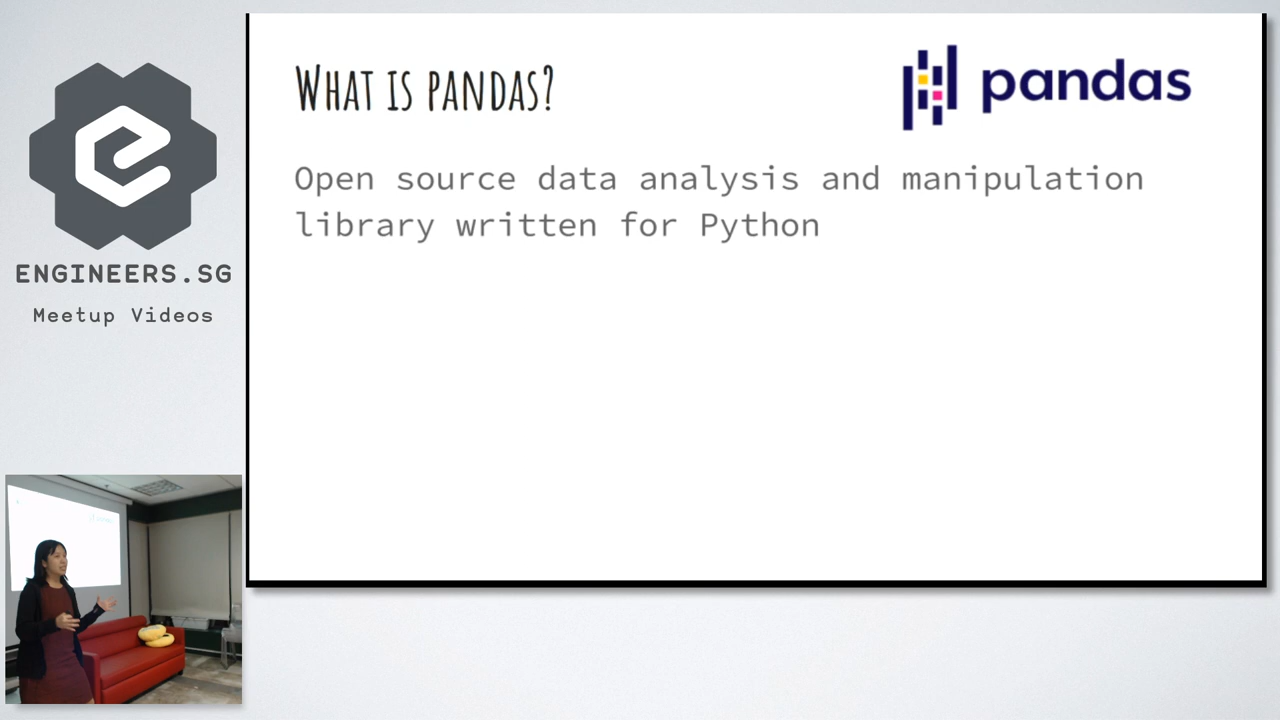 WHAT IS PANDAS?
pandas
Open source data analysis and manipulation
library written for Python
ENGINEERS.SG
Meetup Videos